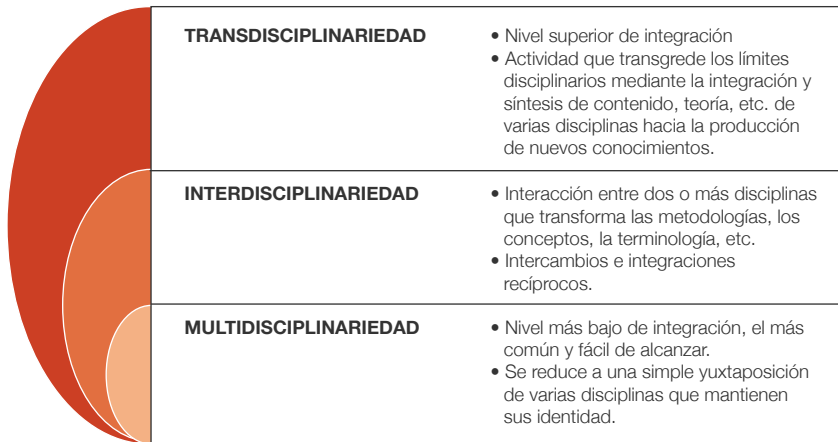 TRANSDISCIPLINARIEDAD
• Nivel superior de integración
• Actividad que transgrede los límites
disciplinarios mediante la integración y
síntesis de contenido, teoría, etc. de
varias disciplinas hacia la producción
de nuevos conocimientos.
INTERDISCIPLINARIEDAD
• Interacción entre dos o más disciplinas
que transforma las metodologías, los
conceptos, la terminología, etc.
• Intercambios e integraciones
recíprocos.
MULTIDISCIPLINARIEDAD
• Nivel más bajo de integración, el más
común y fácil de alcanzar.
• Se reduce a una simple yuxtaposición
de varias disciplinas que mantienen
sus identidad.